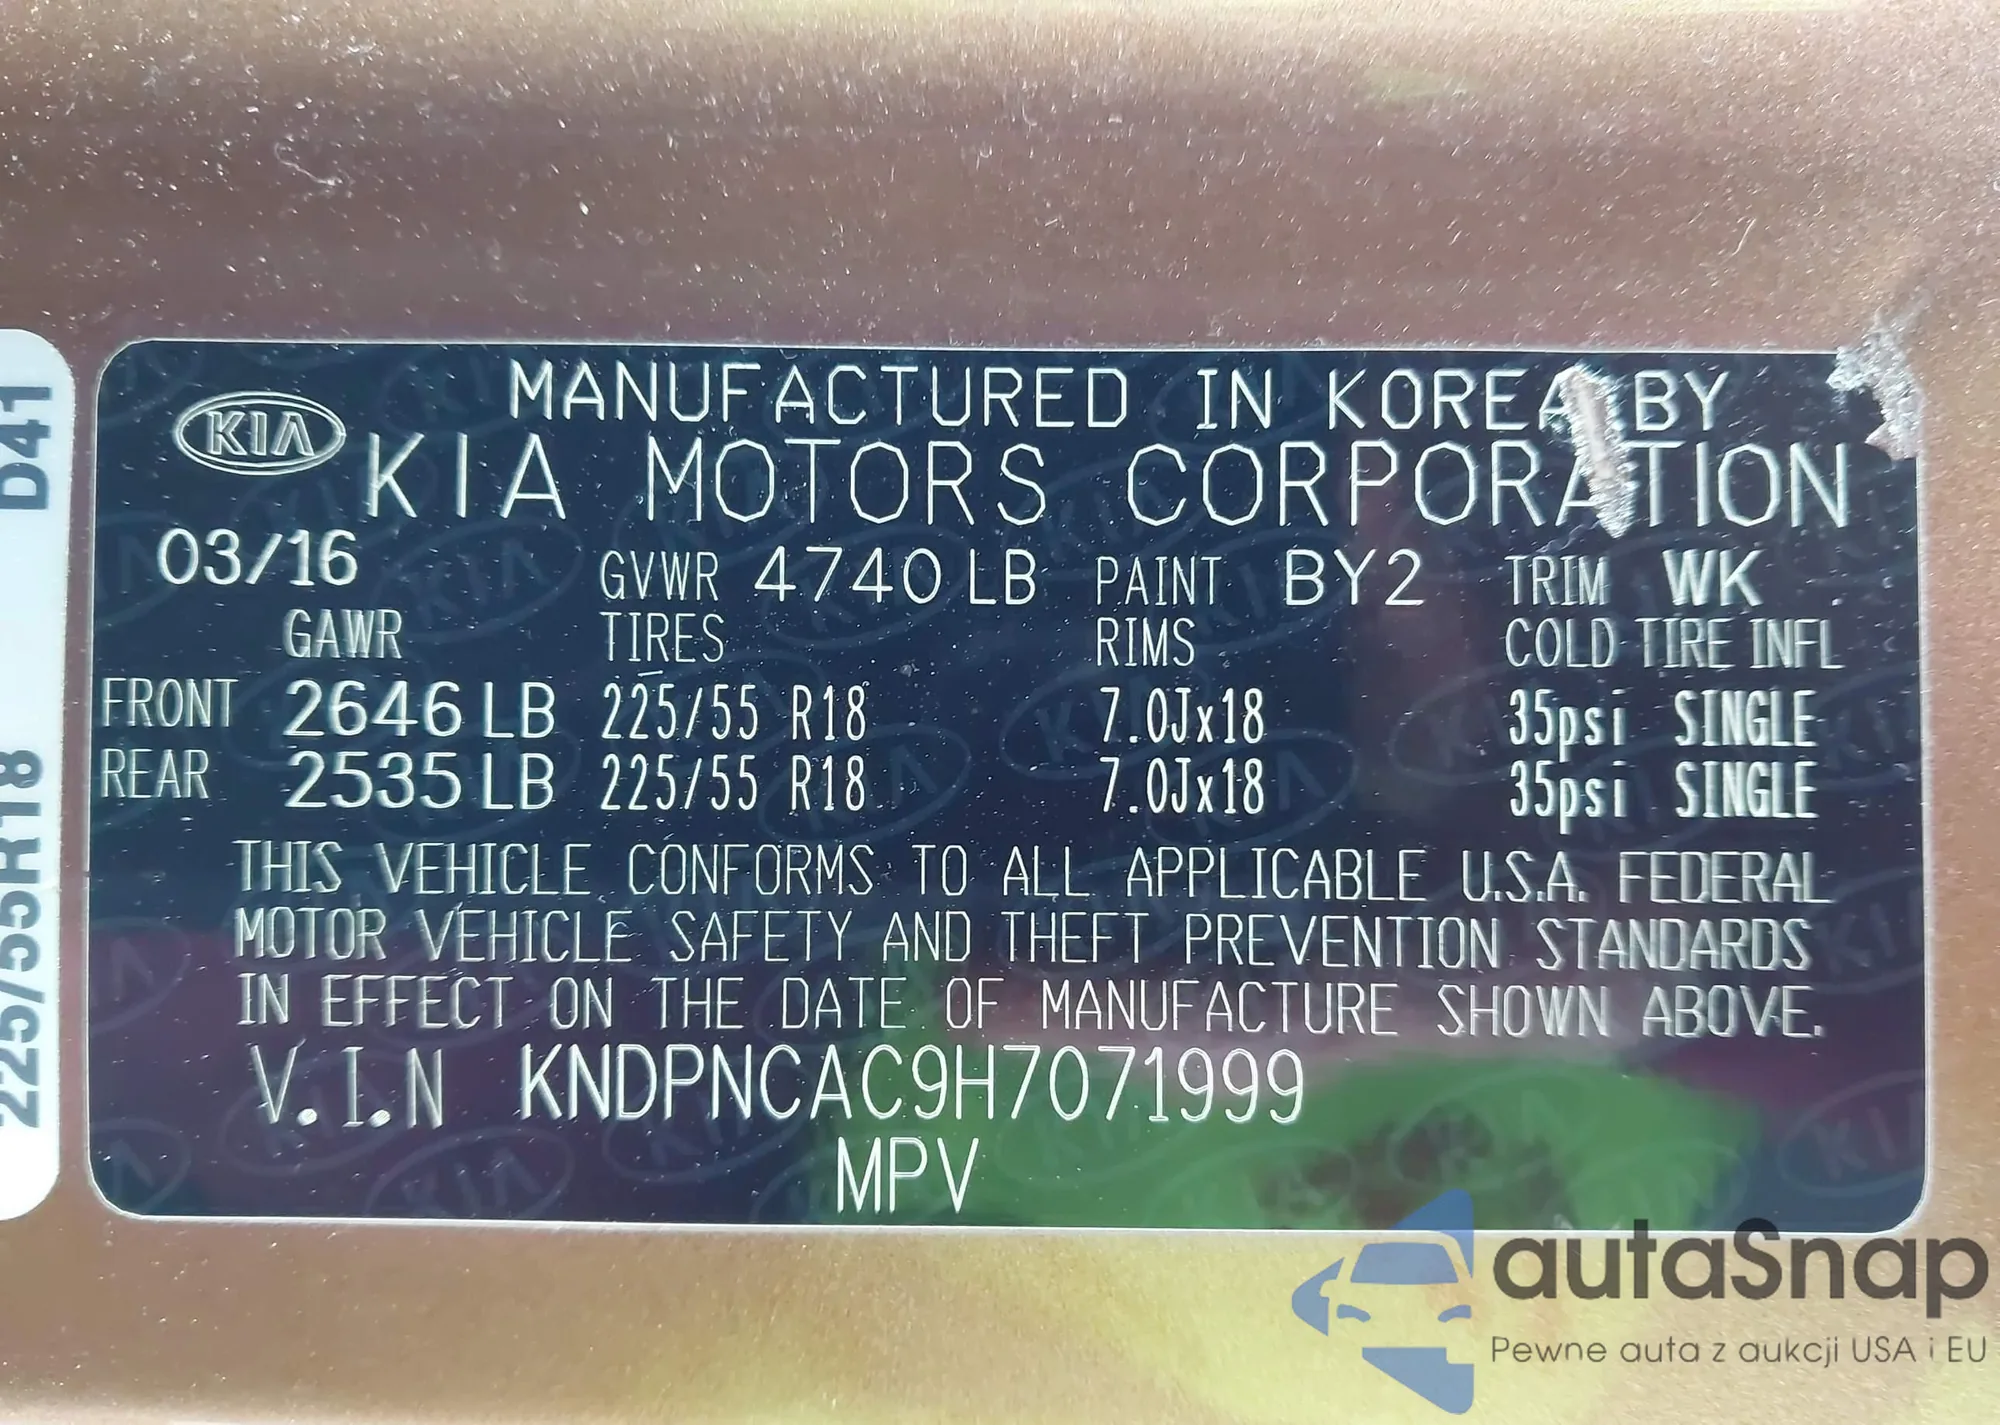 MANUFACTURED IN KOREA BY
KIA KIA MOTORS CORPORATION
03/16 GVWR 4740 LB PAINT BY2 TRIM WK
GAWR TIRES RIMS COLD TIRE INFL
FRONT 2646 LB 225/55 R18 7.0Jx18 35psi SINGLE
REAR 2535 LB 225/55 R18 7.0Jx18 35psi SINGLE
THIS VEHICLE CONFORMS TO ALL APPLICABLE U.S.A. FEDERAL
MOTOR VEHICLE SAFETY AND THEFT PREVENTION STANDARDS
IN EFFECT ON THE DATE OF MANUFACTURE SHOWN ABOVE.
V.I.N KNDPNCAC9H7071999
MPV
225/55R18 D41
autaSnap
Pewne auta z aukcji USA i EU